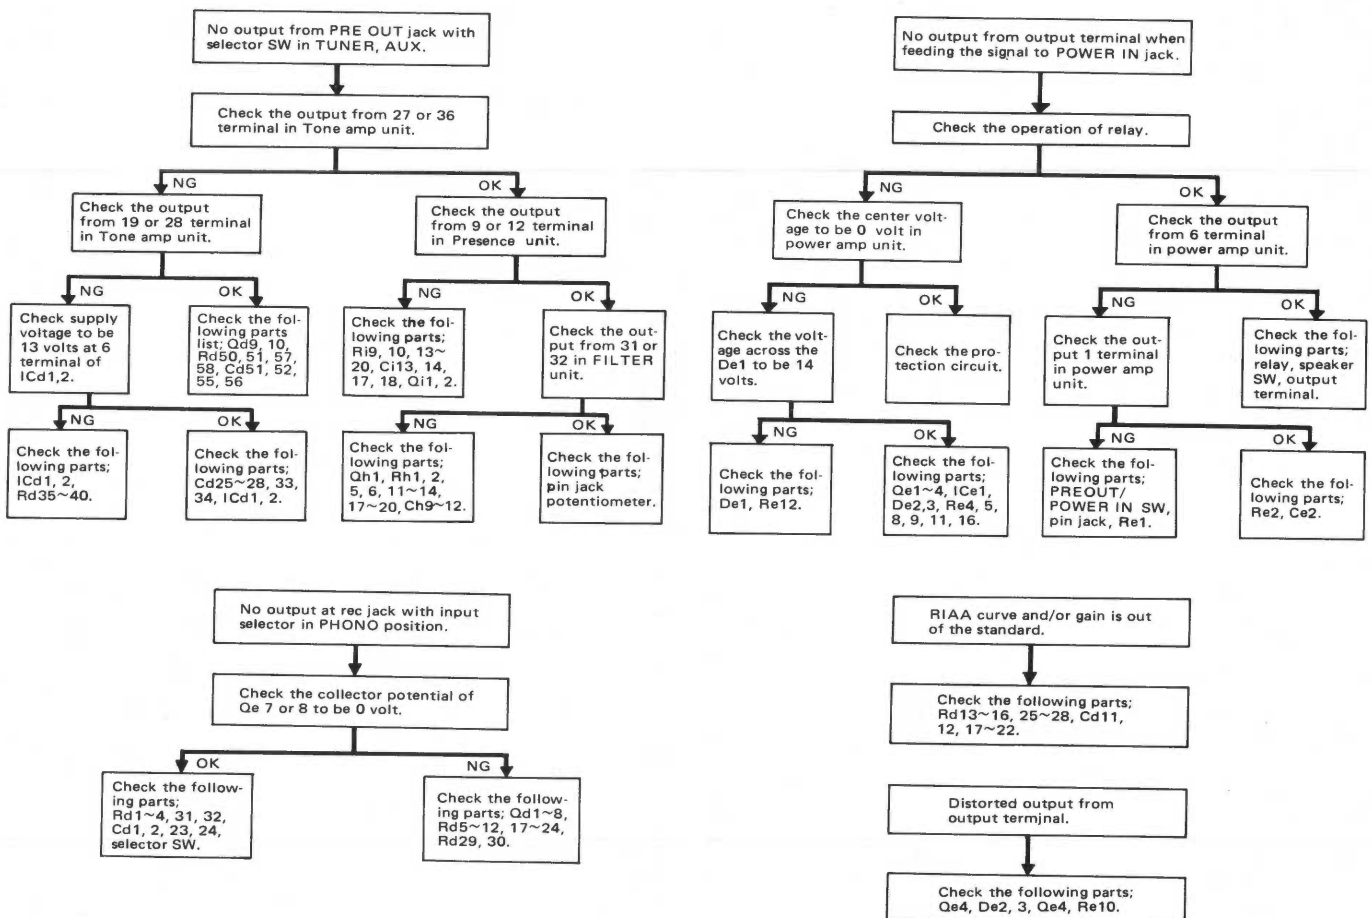 No output from PRE OUT jack with
selector SW in TUNER, AUX.
Check the output from 27 or 36
terminal in Tone amp unit.
NG
OK
Check the output
from 19 or 28 terminal
in Tone amp unit.
Check the output
from 9 or 12 terminal
in Presence unit.
NG
OK
NG
OK
Check supply
voltage to be
13 volts at 6
terminal of
ICd1,2.
Check the fol-
lowing parts
list; Qd9, 10,
Rd50, 51, 57,
58, Cd51, 52,
55, 56
Check the fol-
lowing parts;
Ri9, 10, 13~
20, Ci13, 14,
17, 18, Qi1, 2.
Check the out-
put from 31 or
32 in FILTER
unit.
NG
OK
NG
OK
Check the fol-
lowing parts;
ICd1, 2,
Rd35~40.
Check the fol-
lowing parts;
Cd25~28, 33,
34, ICd1, 2.
Check the fol-
lowing parts;
Qh1, Rh1, 2,
5, 6, 11~14,
17~20, Ch9~12.
Check the fol-
lowing parts;
pin jack
potentiometer.
No output from output terminal when
feeding the signal to POWER IN jack.
Check the operation of relay.
NG
OK
Check the center volt-
age to be 0 volt in
power amp unit.
Check the output
from 6 terminal
in power amp unit.
NG
OK
NG
OK
Check the volt-
age across the
De1 to be 14
volts.
Check the pro-
tection circuit.
Check the out-
put 1 terminal
in power amp
unit.
Check the fol-
lowing parts;
relay, speaker
SW, output
terminal.
NG
OK
NG
OK
Check the fol-
lowing parts;
De1, Re12.
Check the fol-
lowing parts;
Qe1~4, ICe1,
De2,3, Re4, 5,
8, 9, 11, 16.
Check the fol-
lowing parts;
PREOUT/
POWER IN SW,
pin jack, Re1.
Check the fol-
lowing parts;
Re2, Ce2.
No output at rec jack with input
selector in PHONO position.
Check the collector potential of
Qe 7 or 8 to be 0 volt.
OK
NG
Check the follow-
ing parts;
Rd1~4, 31, 32,
Cd1, 2, 23, 24,
selector SW.
Check the follow-
ing parts; Qd1~8,
Rd5~12, 17~24,
Rd29, 30.
RIAA curve and/or gain is out
of the standard.
Check the following parts;
Rd13~16, 25~28, Cd11,
12, 17~22.
Distorted output from
output terminal.
Check the following parts;
Qe4, De2, 3, Qe4, Re10.